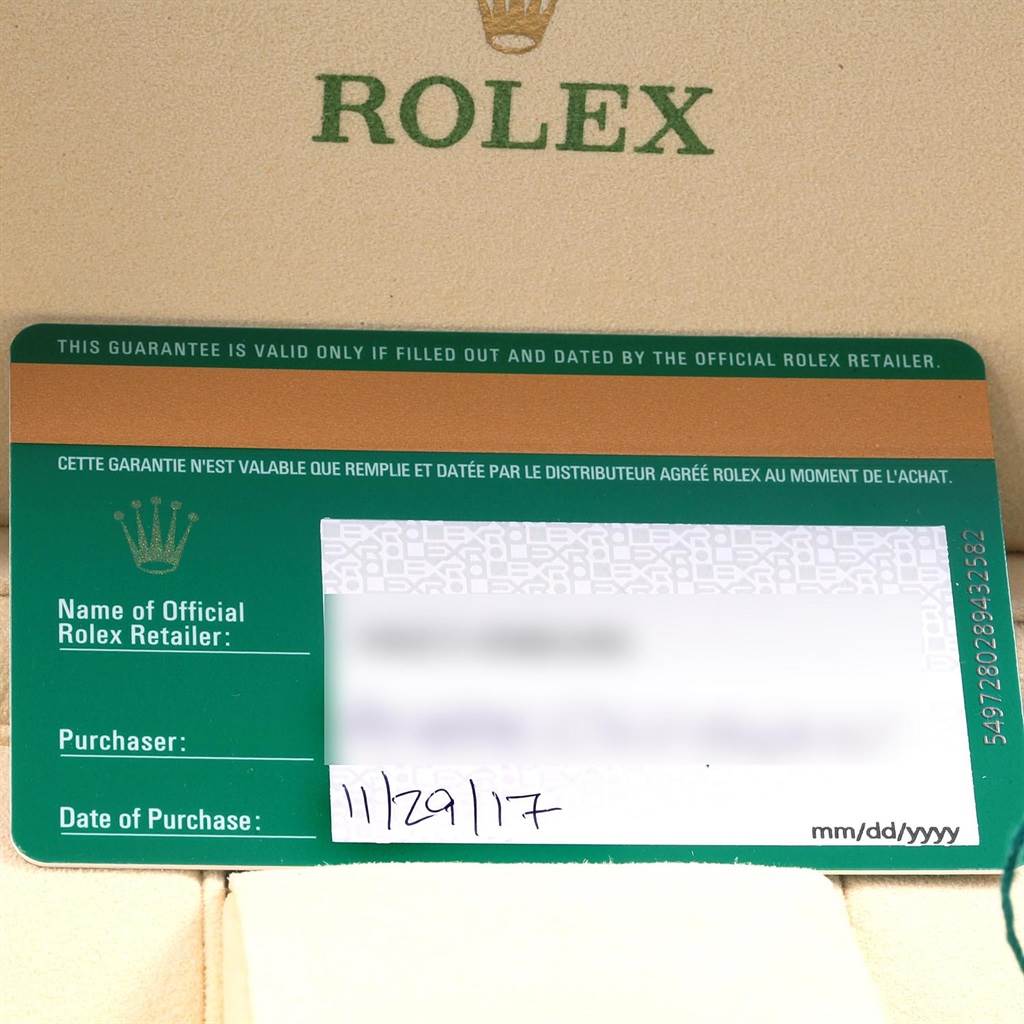 ROLEX
THIS GUARANTEE IS VALID ONLY IF FILLED OUT AND DATED BY THE OFFICIAL ROLEX RETAILER.
CETTE GARANTIE N'EST VALABLE QUE REMPLIE ET DATÉE PAR LE DISTRIBUTEUR AGRÉÉ ROLEX AU MOMENT DE L'ACHAT.
Name of Official
Rolex Retailer:
Purchaser:
Date of Purchase:
11/29/17
mm/dd/yyyy
5497280289432582